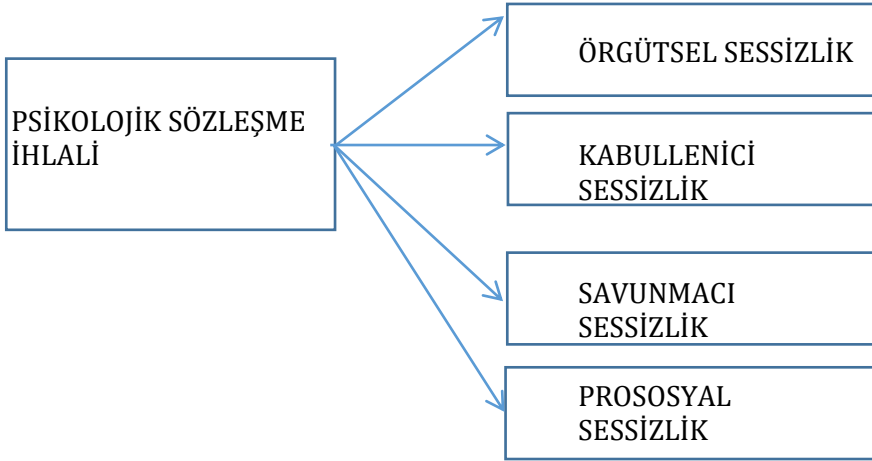 PSİKOLOJİK SÖZLEŞME
İHLALİ
ÖRGÜTSEL SESSİZLİK
KABULLENİCİ
SESSİZLİK
SAVUNMACI
SESSİZLİK
PROSOSYAL
SESSİZLİK